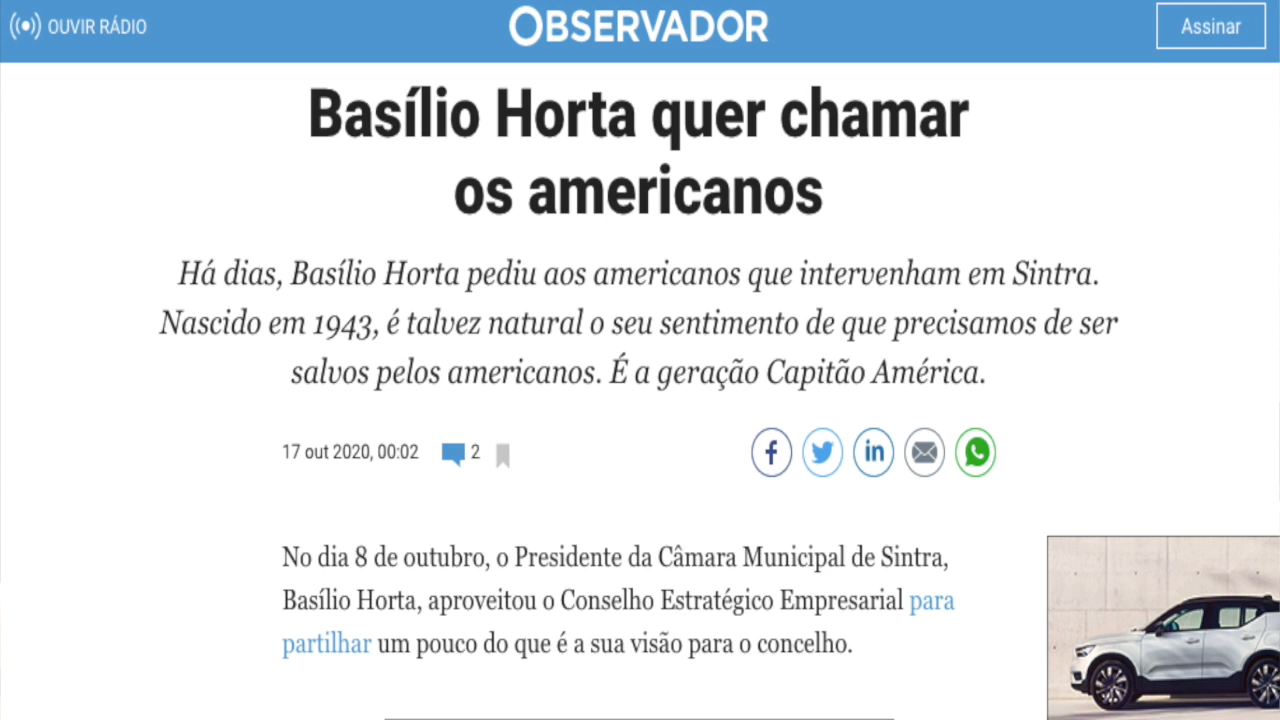 OUVIR RÁDIO
OBSERVADOR
Assinar
Basílio Horta quer chamar
os americanos
Há dias, Basílio Horta pediu aos americanos que intervenham em Sintra.
Nascido em 1943, é talvez natural o seu sentimento de que precisamos de ser
salvos pelos americanos. É a geração Capitão América.
17 out 2020, 00:02 2
No dia 8 de outubro, o Presidente da Câmara Municipal de Sintra,
Basílio Horta, aproveitou o Conselho Estratégico Empresarial para
partilhar um pouco do que é a sua visão para o concelho.